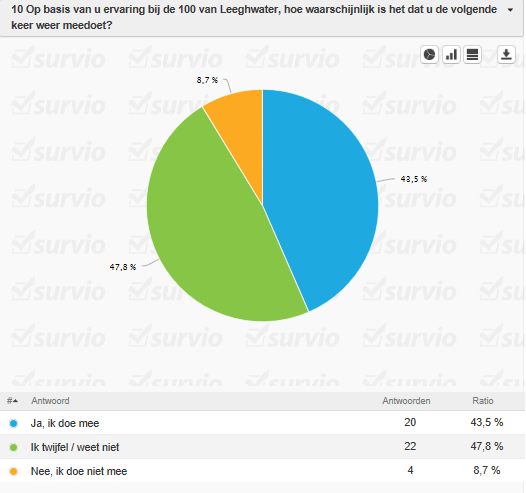 10 Op basis van u ervaring bij de 100 van Leeghwater, hoe waarschijnlijk is het dat u de volgende
keer weer meedoet?
8,7 %
43,5 %
47,8 %
# Antwoord Antwoorden Ratio
Ja, ik doe mee 20 43,5 %
Ik twijfel / weet niet 22 47,8 %
Nee, ik doe niet mee 4 8,7 %
survio